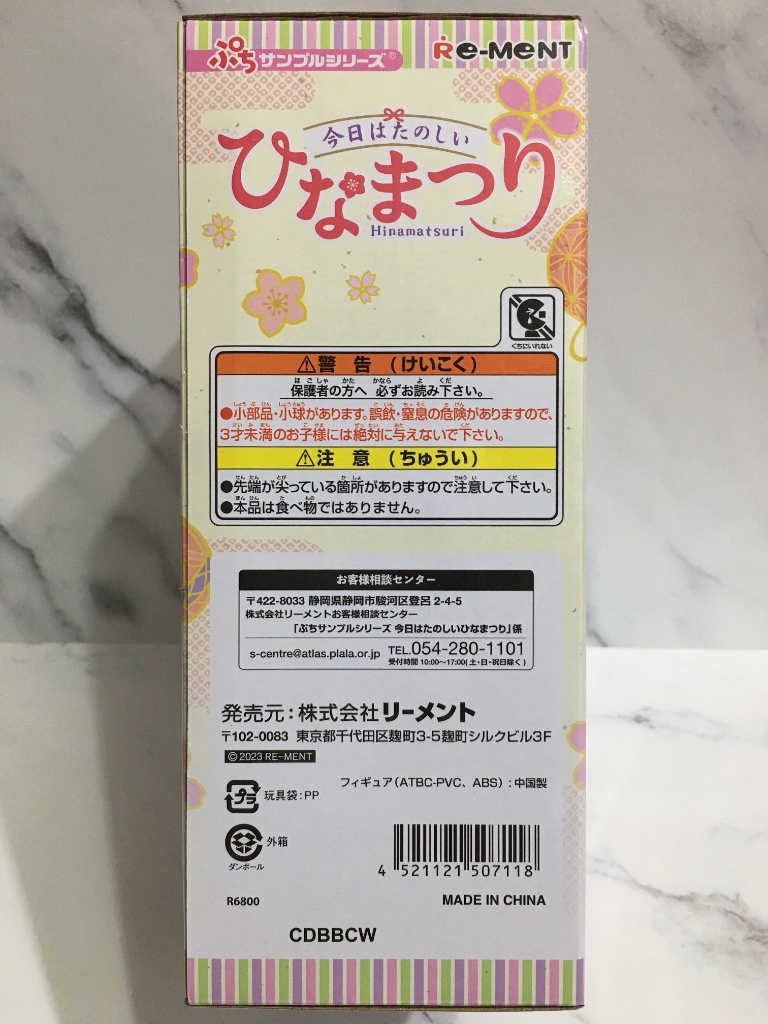 ぷちサンプルシリーズ®
Re-MeNT
今日はたのしい
ひなまつり
Hinamatsuri
くちにいれない
⚠警 告 (けいこく)
保護者の方へ 必ずお読み下さい。
●小部品・小球があります。誤飲・窒息の危険がありますので、
3才未満のお子様には絶対に与えないで下さい。
⚠注 意 (ちゅうい)
●先端が尖っている箇所がありますので注意して下さい。
●本品は食べ物ではありません。
お客様相談センター
〒422-8033 静岡県静岡市駿河区登呂 2-4-5
株式会社リーメントお客様相談センター
「ぷちサンプルシリーズ 今日はたのしいひなまつり」係
s-centre@atlas.plala.or.jp TEL.054-280-1101
受付時間 10:00〜17:00(土・日・祝日除く)
発売元:株式会社リーメント
〒102-0083 東京都千代田区麹町3-5麹町シルクビル3F
©2023 RE-MENT
フィギュア(ATBC-PVC、ABS):中国製
プラ 玩具袋:PP
外箱
ダンボール
4 521121 507118
R6800
MADE IN CHINA
CDBBCW